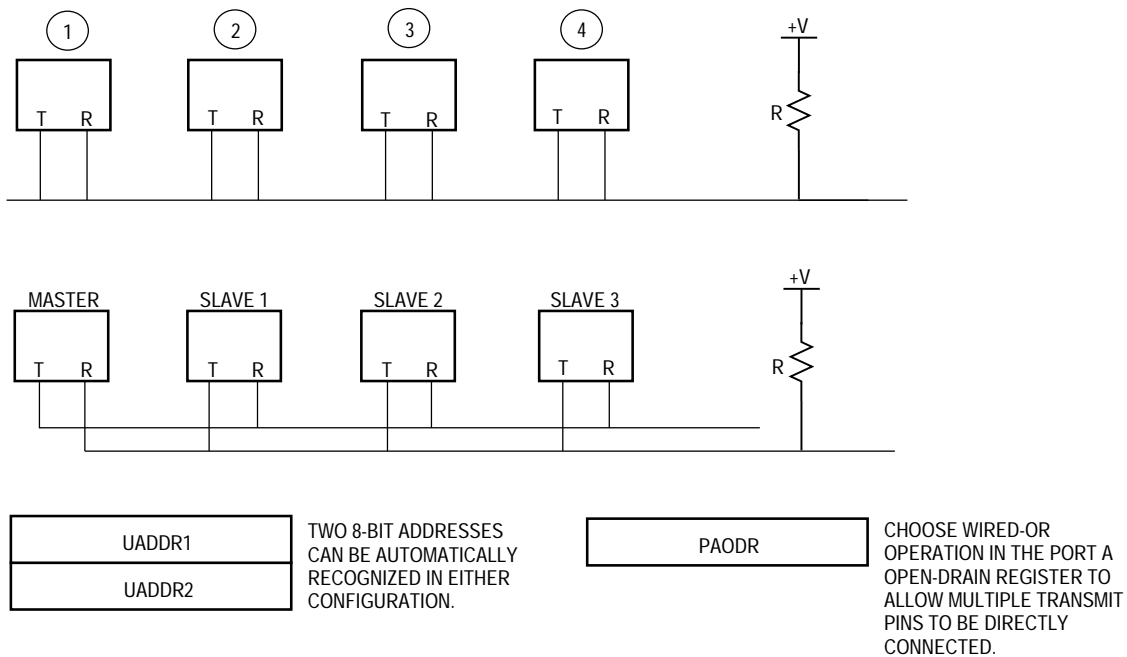 1 2 3 4
+V
T R T R T R T R
R
+V
MASTER SLAVE 1 SLAVE 2 SLAVE 3
T R T R T R T R
R
UADDR1
UADDR2
TWO 8-BIT ADDRESSES
CAN BE AUTOMATICALLY
RECOGNIZED IN EITHER
CONFIGURATION.
PAODR
CHOOSE WIRED-OR
OPERATION IN THE PORT A
OPEN-DRAIN REGISTER TO
ALLOW MULTIPLE TRANSMIT
PINS TO BE DIRECTLY
CONNECTED.